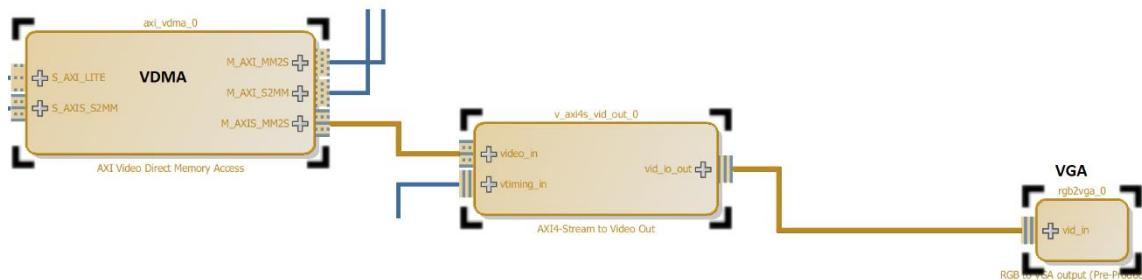 axi_vdma_0
VDMA
S_AXI_LITE
S_AXIS_S2MM
M_AXI_MM2S
M_AXI_S2MM
M_AXIS_MM2S
AXI Video Direct Memory Access
v_axi4s_vid_out_0
video_in
vtiming_in
vid_io_out
AXI4-Stream to Video Out
VGA
rgb2vga_0
vid_in
RGB to VGA output (Pre-Produc